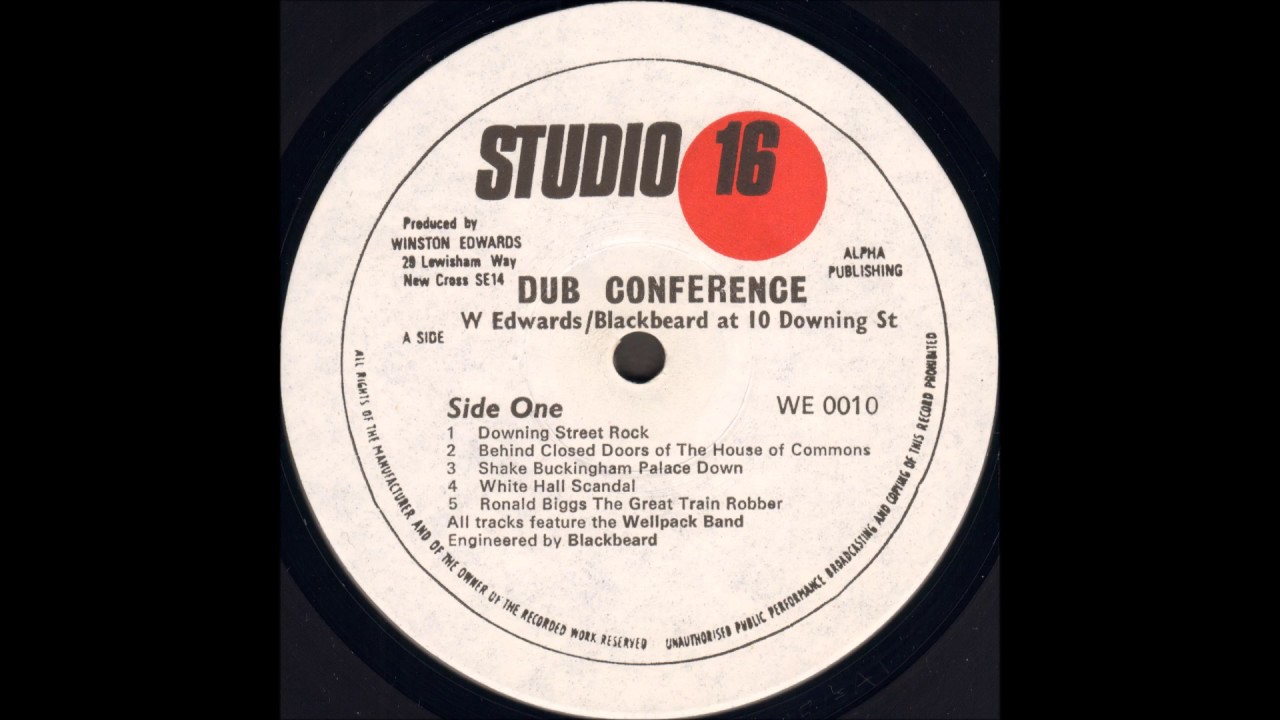 STUDIO 16
Produced by
WINSTON EDWARDS
29 Lewisham Way
New Cross SE14
ALPHA
PUBLISHING
DUB CONFERENCE
W Edwards/Blackbeard at 10 Downing St
A SIDE
Side One
WE 0010
1 Downing Street Rock
2 Behind Closed Doors of The House of Commons
3 Shake Buckingham Palace Down
4 White Hall Scandal
5 Ronald Biggs The Great Train Robber
All tracks feature the Wellpack Band
Engineered by Blackbeard
ALL RIGHTS OF THE MANUFACTURER AND OF THE OWNER OF THE RECORDED WORK RESERVED
UNAUTHORISED PUBLIC PERFORMANCE BROADCASTING AND COPYING OF THIS RECORD PROHIBITED